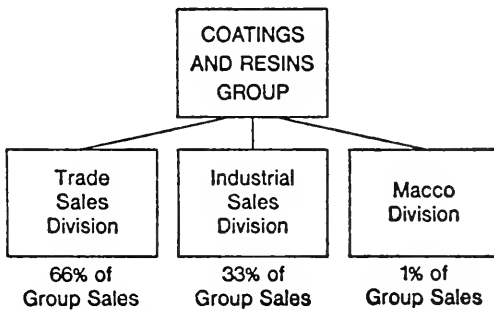 COATINGS
AND RESINS
GROUP
Trade
Sales
Division
Industrial
Sales
Division
Macco
Division
66% of
Group Sales
33% of
Group Sales
1% of
Group Sales